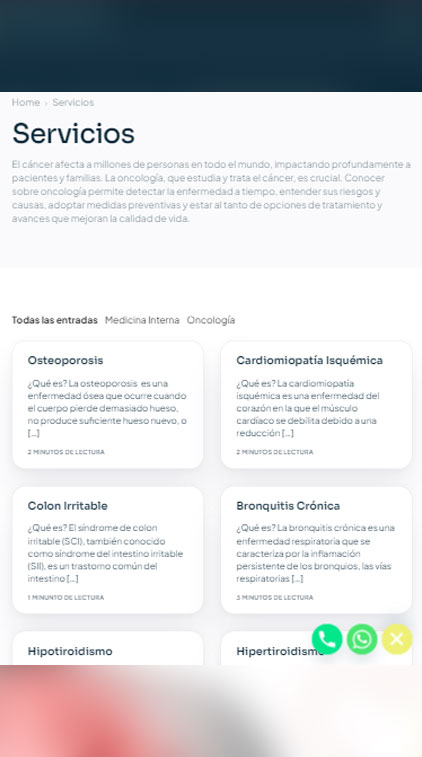 Home › Servicios
Servicios
El cáncer afecta a millones de personas en todo el mundo, impactando profundamente a
pacientes y familias. La oncología, que estudia y trata el cáncer, es crucial. Conocer
sobre oncología permite detectar la enfermedad a tiempo, entender sus riesgos y
causas, adoptar medidas preventivas y estar al tanto de opciones de tratamiento y
avances que mejoran la calidad de vida.
Todas las entradas Medicina Interna Oncología
Osteoporosis
¿Qué es? La osteoporosis es una
enfermedad ósea que ocurre cuando
el cuerpo pierde demasiado hueso,
no produce suficiente hueso nuevo, o
[...]
2 MINUTOS DE LECTURA
Cardiomiopatía Isquémica
¿Qué es? La cardiomiopatía
isquémica es una enfermedad del
corazón en la que el músculo
cardíaco se debilita debido a una
reducción [...]
2 MINUTOS DE LECTURA
Colon Irritable
¿Qué es? El síndrome de colon
irritable (SCI), también conocido
como síndrome del intestino irritable
(SII), es un trastorno común del
intestino [...]
1 MINUNTO DE LECTURA
Bronquitis Crónica
¿Qué es? La bronquitis crónica es una
enfermedad respiratoria que se
caracteriza por la inflamación
persistente de los bronquios, las vías
respiratorias [...]
3 MINUTOS DE LECTURA
Hipotiroidismo
Hipertiroidismo